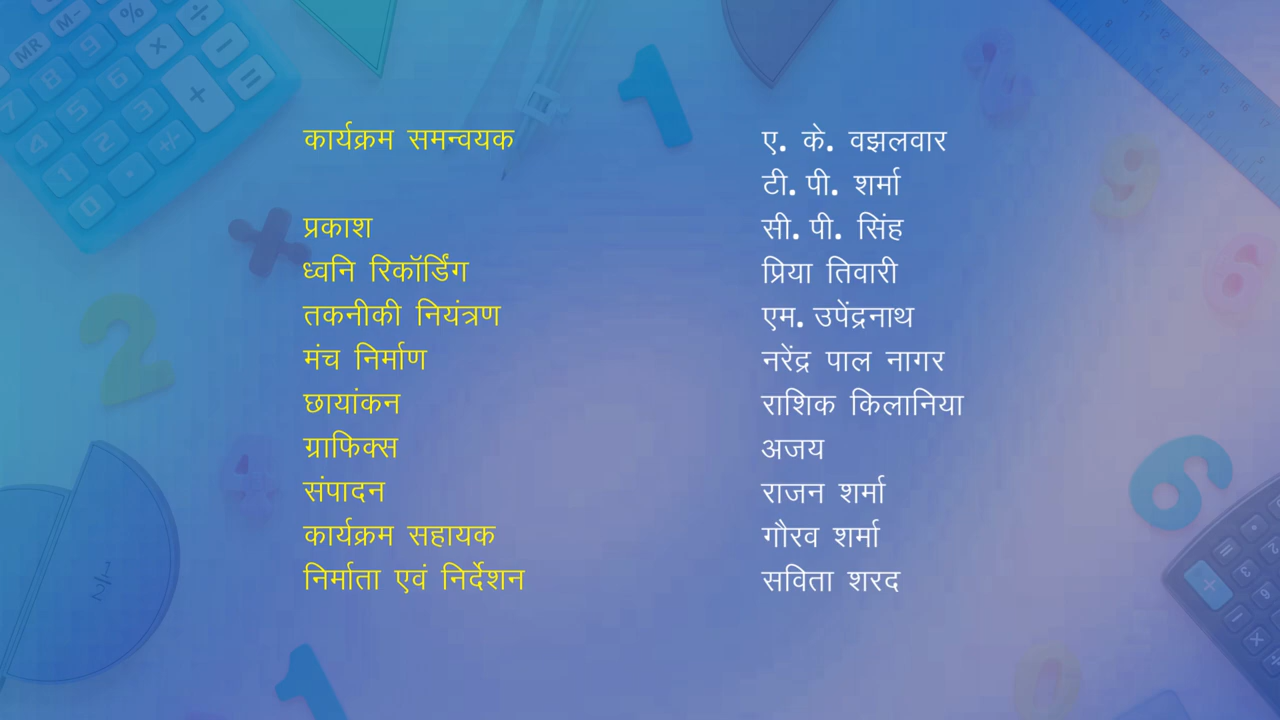 कार्यक्रम समन्वयक ए. के. वझलवार
टी. पी. शर्मा
प्रकाश सी. पी. सिंह
ध्वनि रिकॉर्डिंग प्रिया तिवारी
तकनीकी नियंत्रण एम. उपेंद्रनाथ
मंच निर्माण नरेंद्र पाल नागर
छायांकन राशिक किलानिया
ग्राफिक्स अजय
संपादन राजन शर्मा
कार्यक्रम सहायक गौरव शर्मा
निर्माता एवं निर्देशन सविता शरद